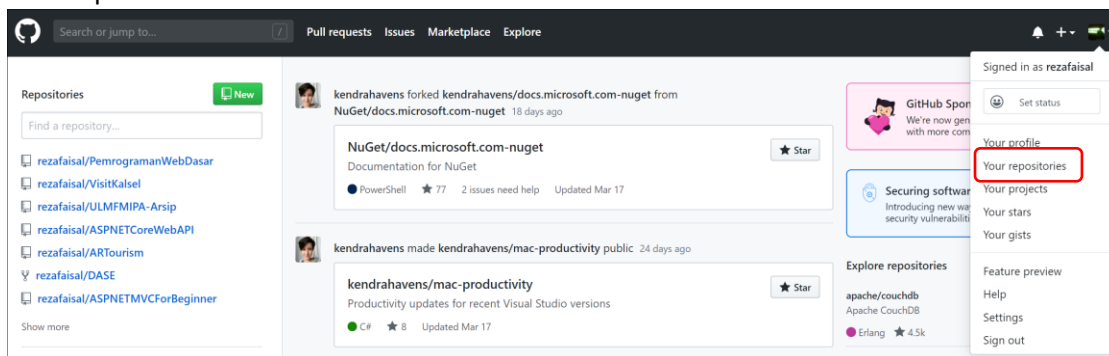 Search or jump to... /
Pull requests Issues Marketplace Explore
Repositories
New
Find a repository...
rezafaisal/PemrogramanWebDasar
rezafaisal/VisitKalsel
rezafaisal/ULMFMIPA-Arsip
rezafaisal/ASPNETCoreWebAPI
rezafaisal/ARTourism
rezafaisal/DASE
rezafaisal/ASPNETMVCForBeginner
Show more
kendrahavens forked kendrahavens/docs.microsoft.com-nuget from
NuGet/docs.microsoft.com-nuget 18 days ago
NuGet/docs.microsoft.com-nuget
Star
Documentation for NuGet
PowerShell 77 2 issues need help Updated Mar 17
kendrahavens made kendrahavens/mac-productivity public 24 days ago
kendrahavens/mac-productivity
Star
Productivity updates for recent Visual Studio versions
C# 8 Updated Mar 17
GitHub Spon
We're now gen
with more com
Securing softwar
Introducing new wa
security vulnerabiliti
Explore repositories
apache/couchdb
Apache CouchDB
Erlang 4.5k
Signed in as rezafaisal
Set status
Your profile
Your repositories
Your projects
Your stars
Your gists
Feature preview
Help
Settings
Sign out